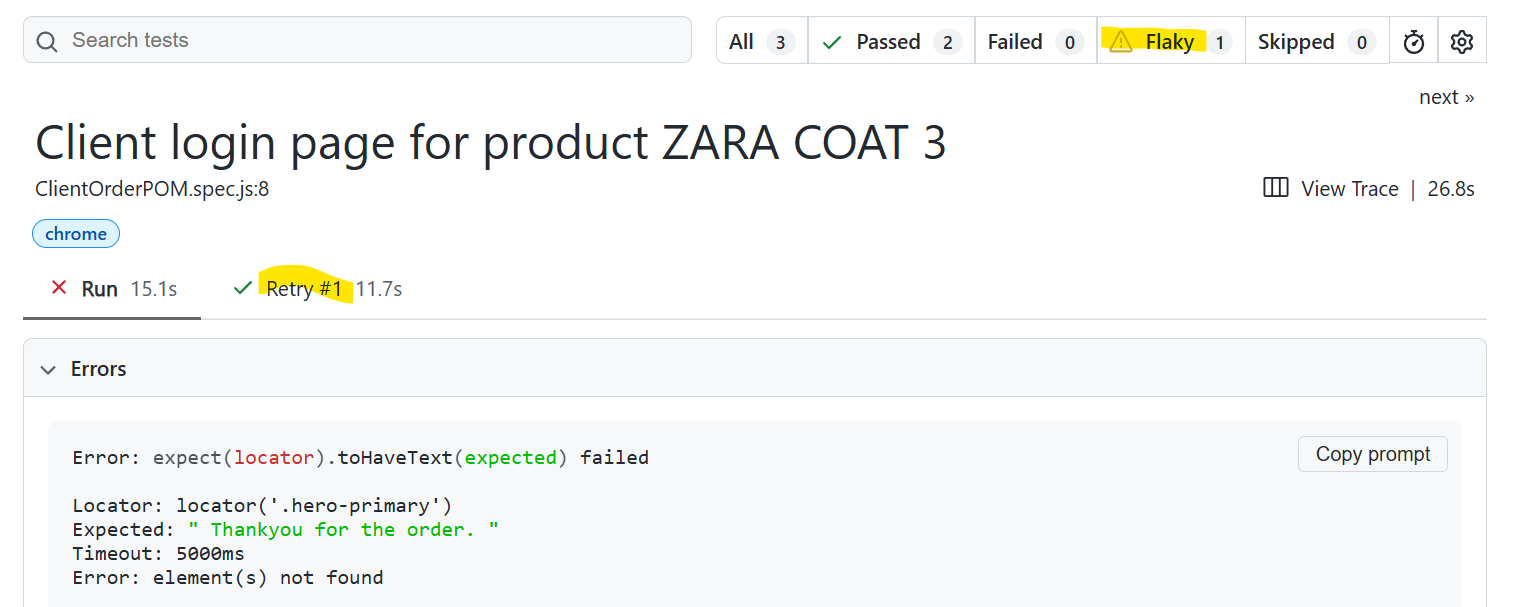 Search tests
All 3 Passed 2 Failed 0 Flaky 1 Skipped 0
next »
Client login page for product ZARA COAT 3
ClientOrderPOM.spec.js:8
View Trace | 26.8s
chrome
Run 15.1s Retry #1 11.7s
Errors
Copy prompt
Error: expect(locator).toHaveText(expected) failed
Locator: locator('.hero-primary')
Expected: " Thankyou for the order. "
Timeout: 5000ms
Error: element(s) not found